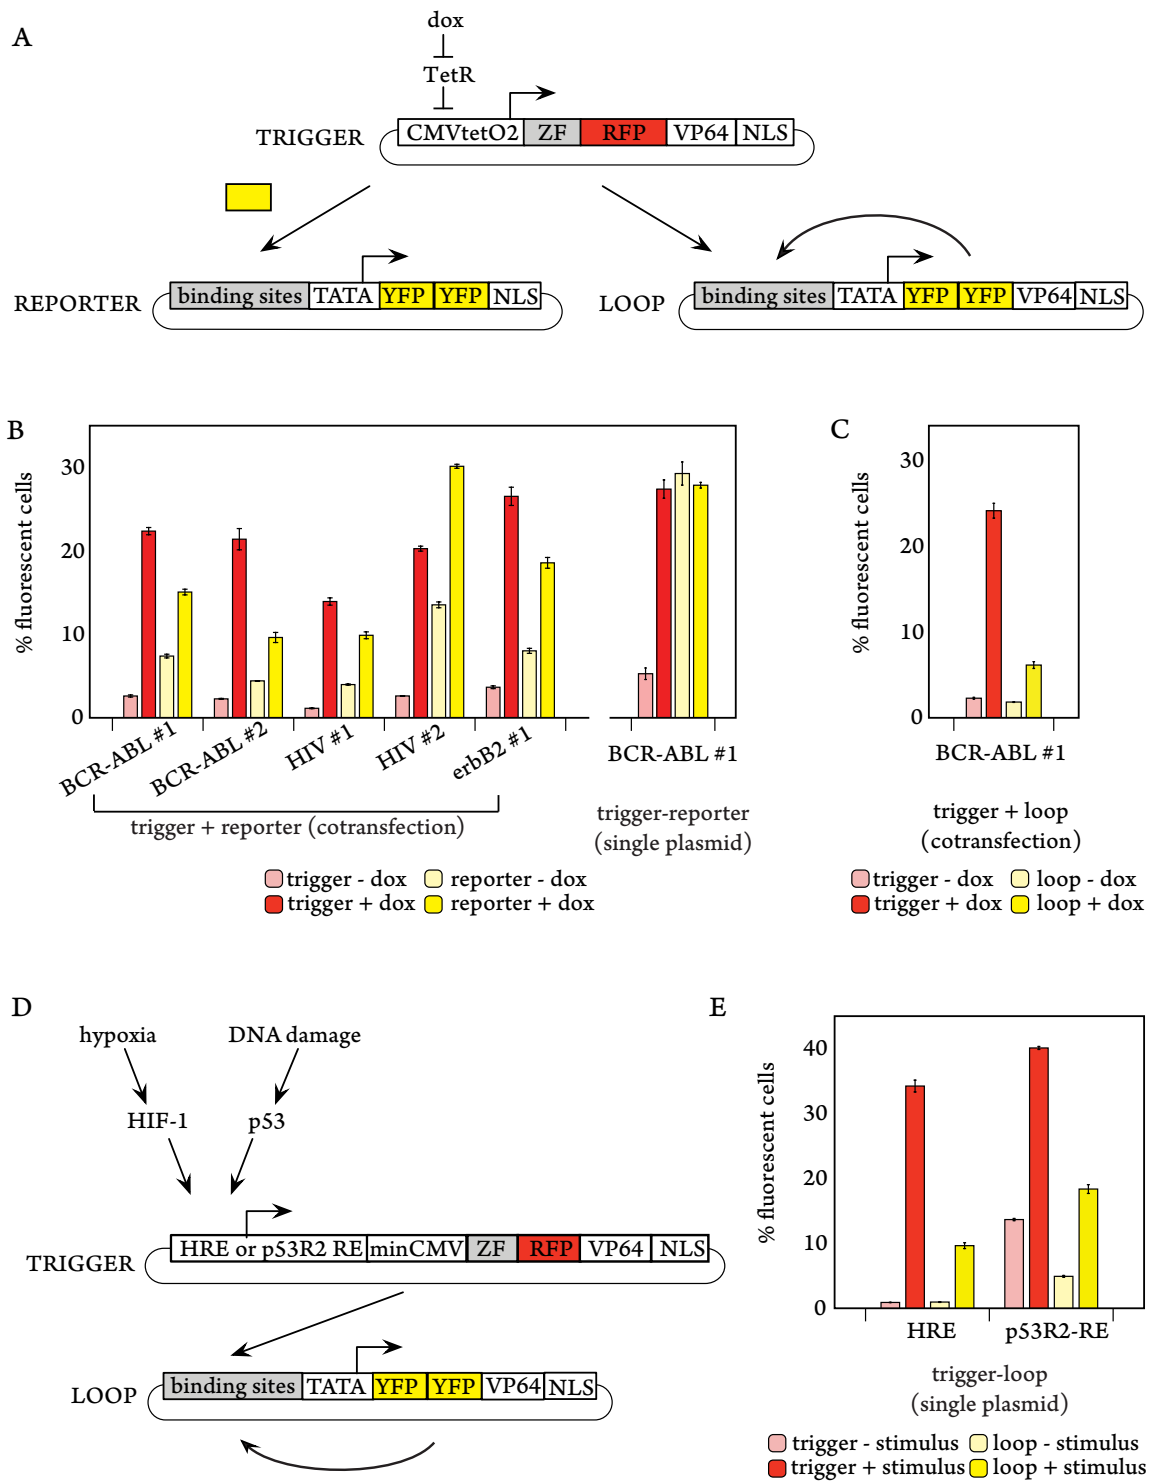 A
dox
TetR
TRIGGER
CMVtetO2 ZF RFP VP64 NLS
REPORTER
binding sites TATA YFP YFP NLS
LOOP
binding sites TATA YFP YFP VP64 NLS
B
% fluorescent cells
30
20
10
0
BCR-ABL #1
BCR-ABL #2
HIV #1
HIV #2
erbB2 #1
BCR-ABL #1
trigger + reporter (cotransfection)
trigger-reporter
(single plasmid)
trigger - dox
reporter - dox
trigger + dox
reporter + dox
C
% fluorescent cells
30
20
10
0
BCR-ABL #1
trigger + loop
(cotransfection)
trigger - dox
loop - dox
trigger + dox
loop + dox
D
hypoxia
DNA damage
HIF-1
p53
TRIGGER
HRE or p53R2 RE minCMV ZF RFP VP64 NLS
LOOP
binding sites TATA YFP YFP VP64 NLS
E
% fluorescent cells
40
30
20
10
0
HRE
p53R2-RE
trigger-loop
(single plasmid)
trigger - stimulus
loop - stimulus
trigger + stimulus
loop + stimulus